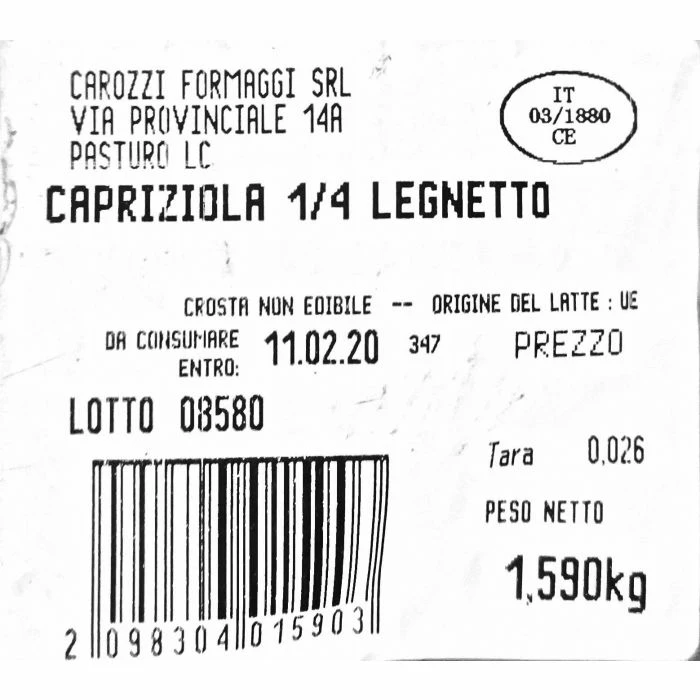 CAROZZI FORMAGGI SRL
VIA PROVINCIALE 14A
PASTURO LC
IT
03/1880
CE
CAPRIZIOLA 1/4 LEGNETTO
CROSTA NON EDIBILE -- ORIGINE DEL LATTE : UE
DA CONSUMARE
ENTRO: 11.02.20 347 PREZZO
LOTTO 08580
Tara 0,026
PESO NETTO
1,590kg
2 098304 015903